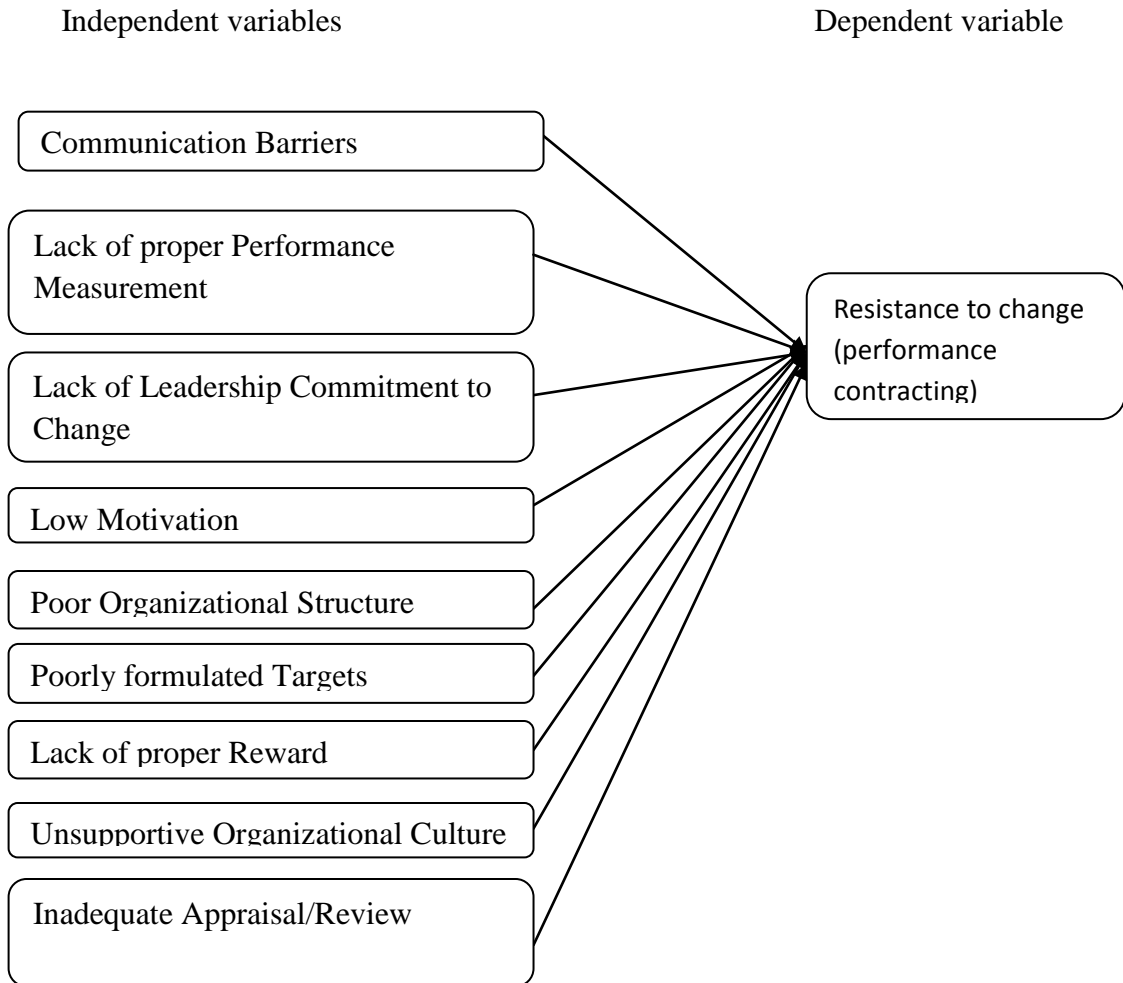 Independent variables
Dependent variable
Communication Barriers
Lack of proper Performance
Measurement
Lack of Leadership Commitment to
Change
Low Motivation
Poor Organizational Structure
Poorly formulated Targets
Lack of proper Reward
Unsupportive Organizational Culture
Inadequate Appraisal/Review
Resistance to change
(performance
contracting)